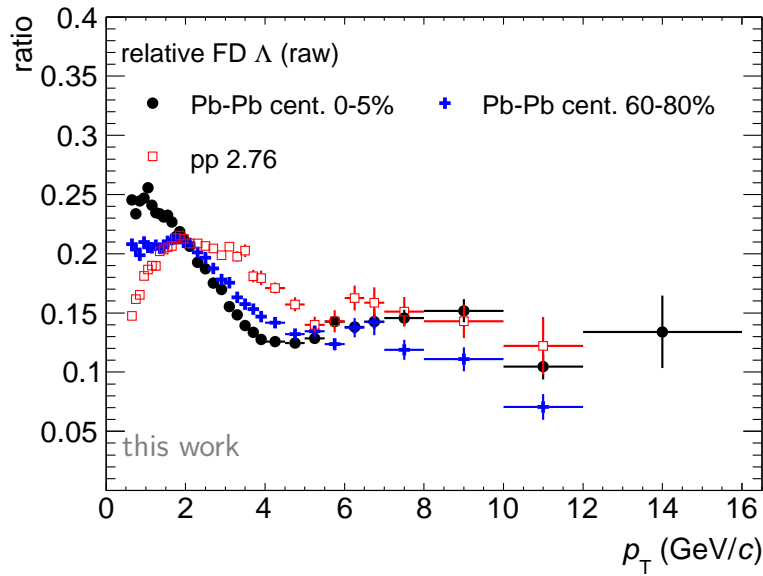 ratio
0.4
0.35
0.3
0.25
0.2
0.15
0.1
0.05
relative FD Λ (raw)
Pb-Pb cent. 0-5%
Pb-Pb cent. 60-80%
pp 2.76
this work
0 2 4 6 8 10 12 14 16
p_T (GeV/c)